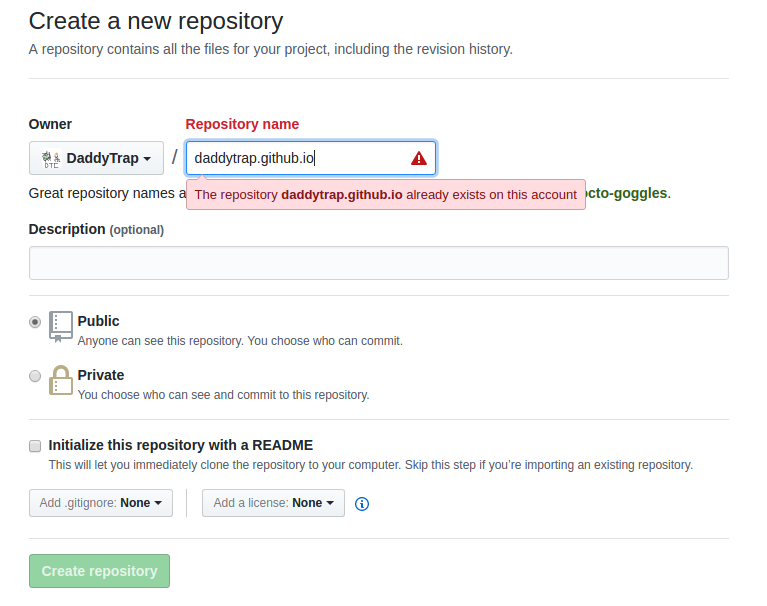 Create a new repository
A repository contains all the files for your project, including the revision history.
Owner
Repository name
DaddyTrap / daddytrap.github.io
Great repository names a
The repository daddytrap.github.io already exists on this account
cto-goggles.
Description (optional)
Public
Anyone can see this repository. You choose who can commit.
Private
You choose who can see and commit to this repository.
Initialize this repository with a README
This will let you immediately clone the repository to your computer. Skip this step if you’re importing an existing repository.
Add .gitignore: None
Add a license: None
Create repository